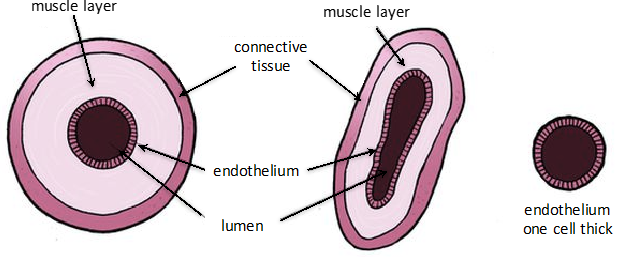 muscle layer
muscle layer
connective
tissue
endothelium
lumen
endothelium
one cell thick